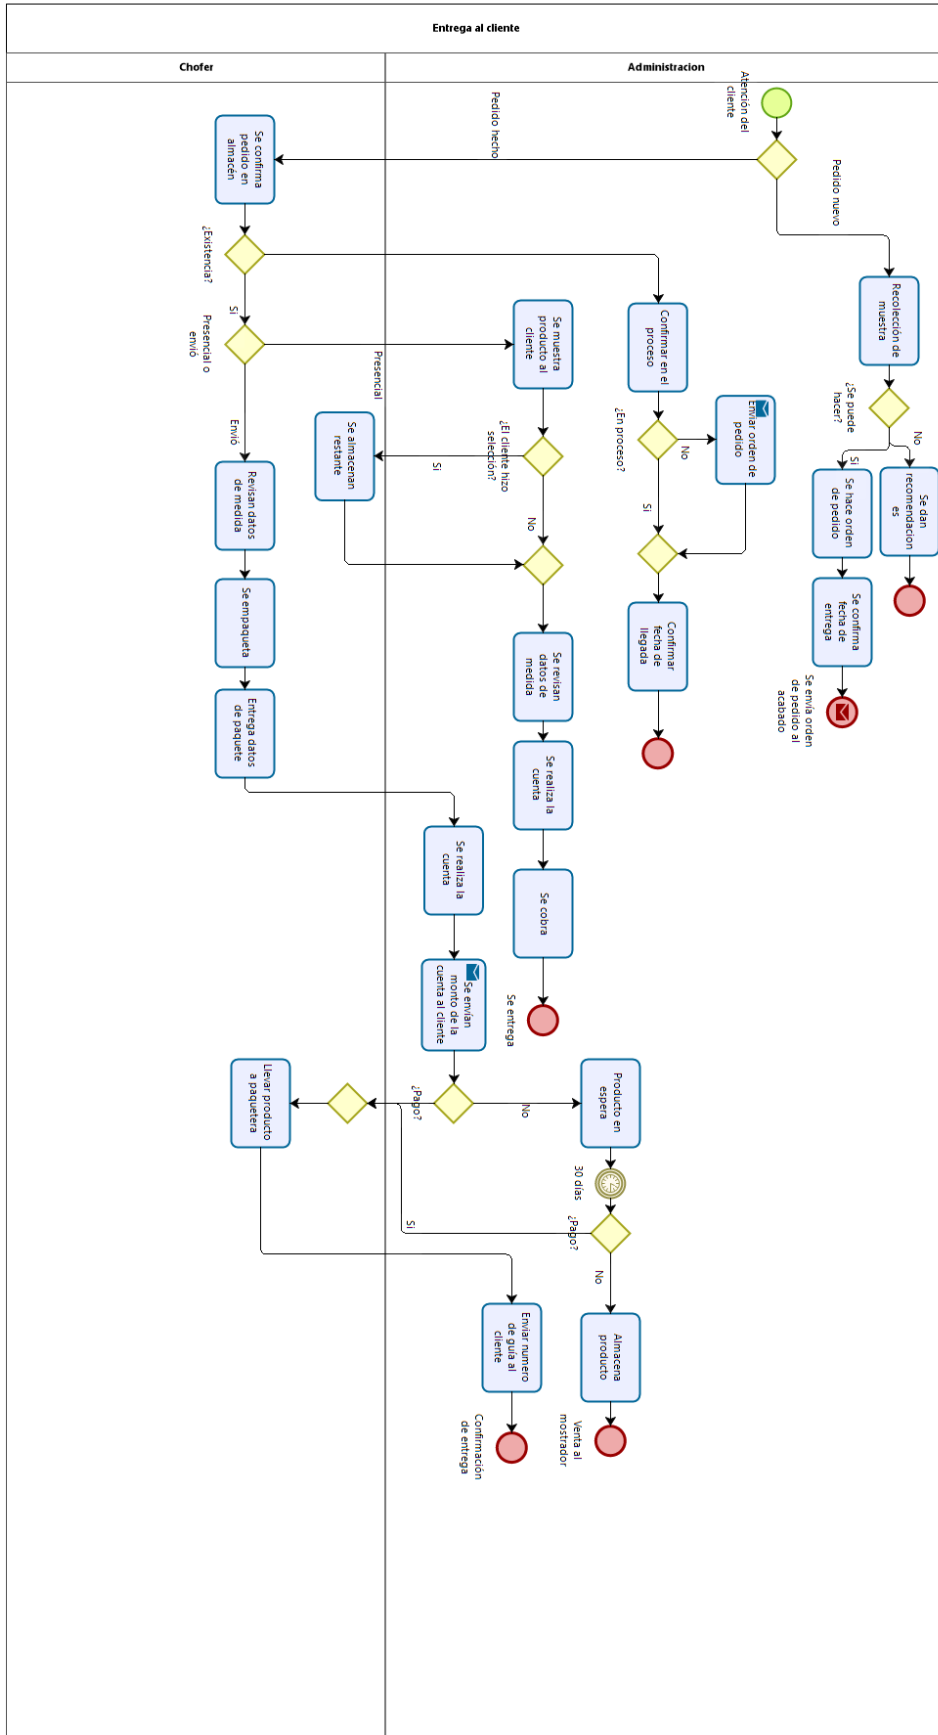 Entrega al cliente
Chofer
Administracion
Atención del
cliente
Pedido hecho
Pedido nuevo
Se confirma
pedido en
almacén
¿Existencia?
Si
Presencial o
envió
Envió
Presencial
Revisan datos
de medida
Se empaqueta
Entrega datos
de paquete
Se muestra
producto al
cliente
¿El cliente hizo
selección?
Si
No
Se almacenan
restante
Se revisan
datos de
medida
Se realiza la
cuenta
Se cobra
Se entrega
Confirmar en el
proceso
¿En proceso?
No
Si
Enviar orden de
pedido
Confirmar
fecha de
llegada
Recolección de
muestra
¿Se puede
hacer?
No
Si
Se dan
recomendacion
es
Se hace orden
de pedido
Se confirma
fecha de
entrega
Se envía orden
de pedido al
acabado
Se realiza la
cuenta
Se envían
monto de la
cuenta al cliente
¿Pago?
No
Producto en
espera
30 días
¿Pago?
Si
No
Llevar producto
a paquetera
Enviar numero
de guía al
cliente
Confirmación
de entrega
Almacena
producto
Venta al
mostrador